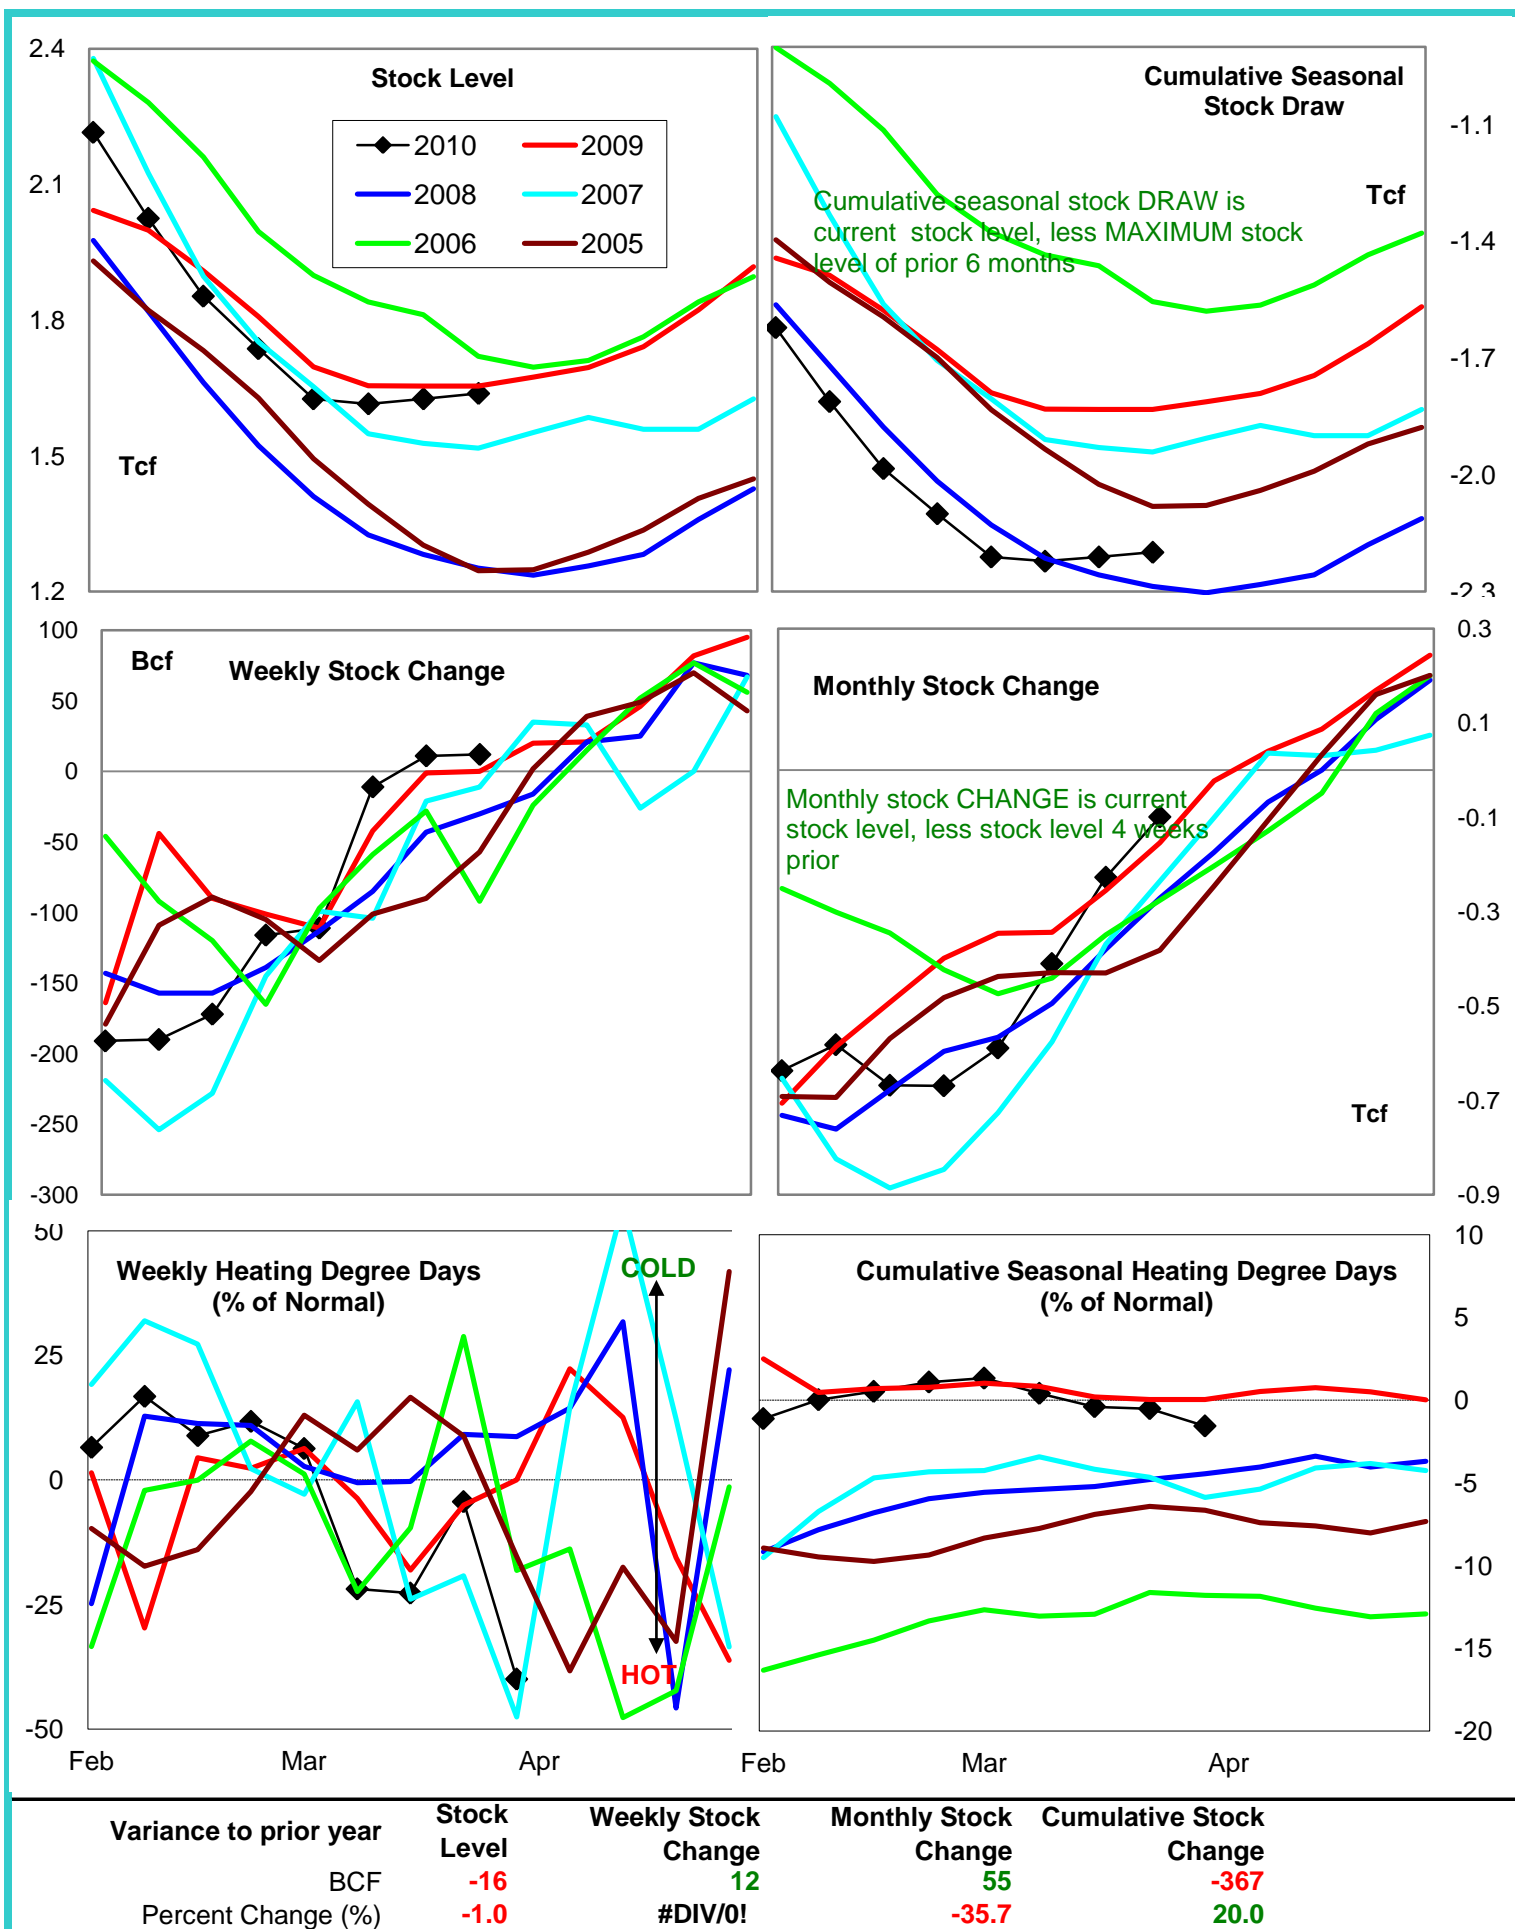 Stock Level
2.4
2.1
1.8
1.5
1.2
2010
2009
2008
2007
2006
2005
Tcf
Cumulative Seasonal
Stock Draw
Tcf
Cumulative seasonal stock DRAW is
current stock level, less MAXIMUM stock
level of prior 6 months
-1.1
-1.4
-1.7
-2.0
-2.3
Bcf
Weekly Stock Change
100
50
0
-50
-100
-150
-200
-250
-300
Monthly Stock Change
Monthly stock CHANGE is current
stock level, less stock level 4 weeks
prior
Tcf
0.3
0.1
-0.1
-0.3
-0.5
-0.7
-0.9
Weekly Heating Degree Days
(% of Normal)
COLD
HOT
50
25
0
-25
-50
Feb
Mar
Apr
Cumulative Seasonal Heating Degree Days
(% of Normal)
10
5
0
-5
-10
-15
-20
Feb
Mar
Apr
Variance to prior year Stock Level Weekly Stock Change Monthly Stock Change Cumulative Stock Change
BCF -16 12 55 -367
Percent Change (%) -1.0 #DIV/0! -35.7 20.0